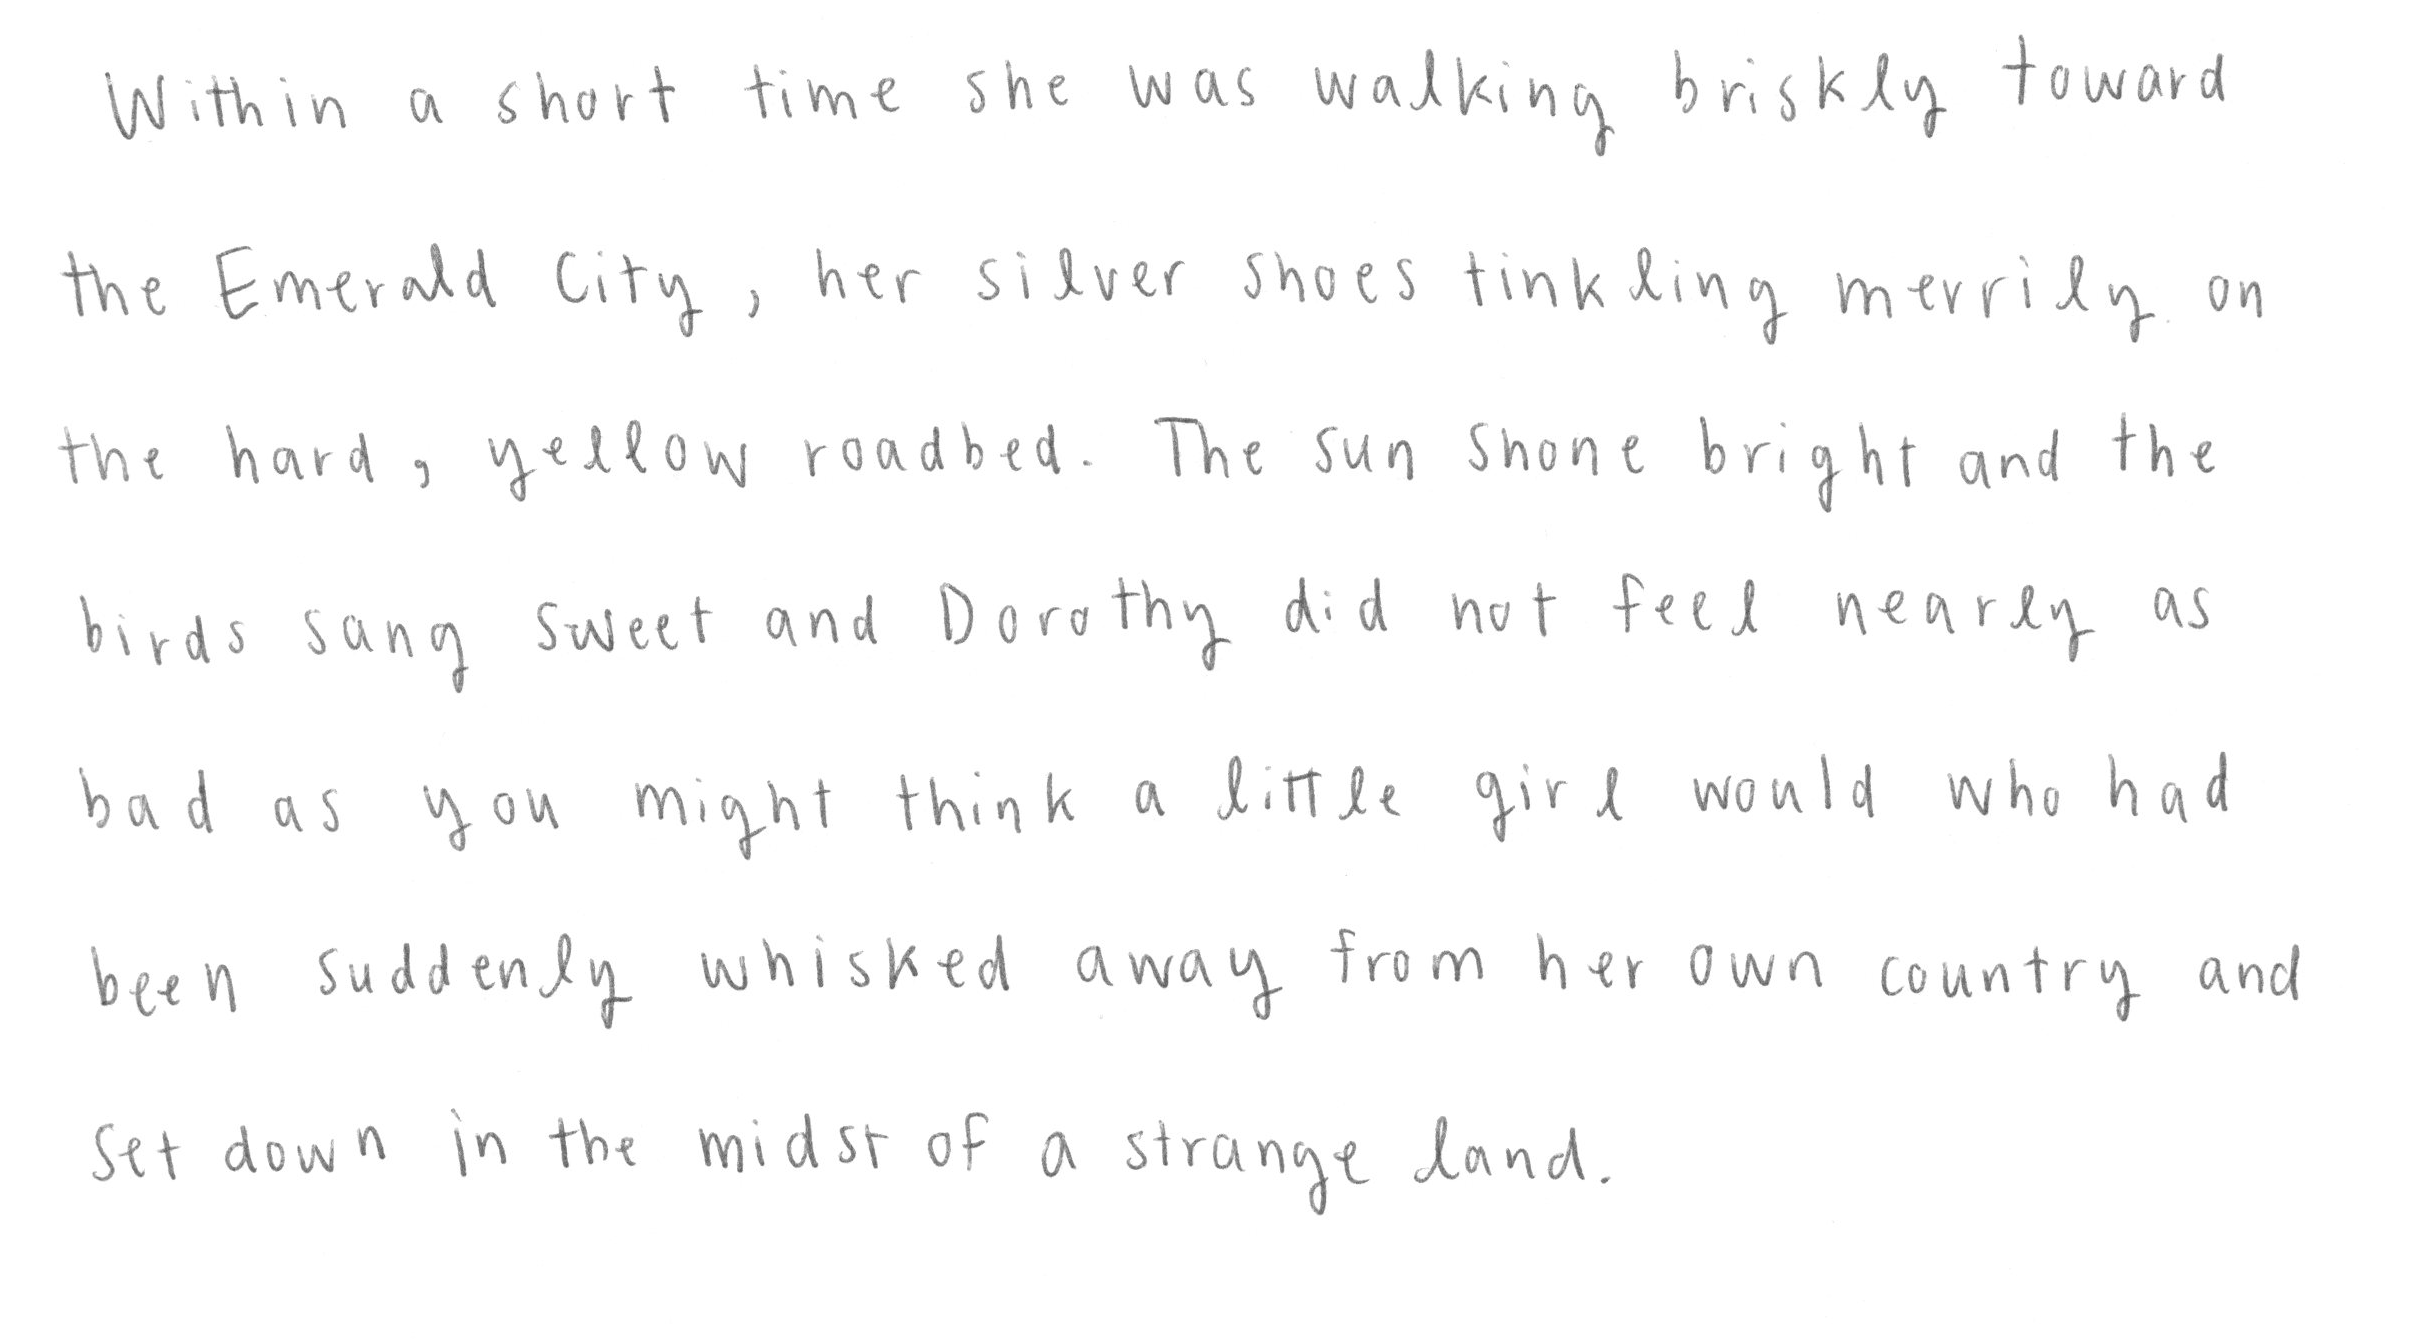 Within a short time she was walking briskly toward
the Emerald City, her silver shoes tinkling merrily on
the hard, yellow roadbed. The sun shone bright and the
birds sang sweet and Dorothy did not feel nearly as
bad as you might think a little girl would who had
been suddenly whisked away from her own country and
set down in the midst of a strange land.